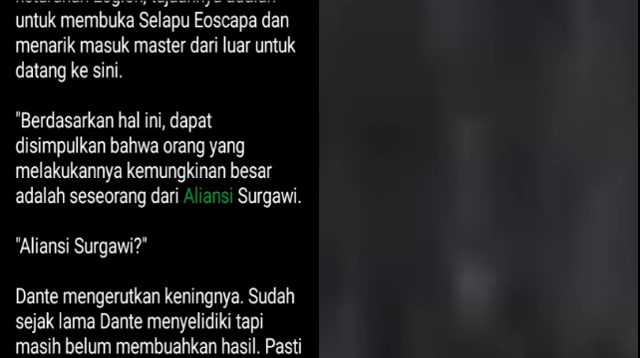 untuk membuka Selapu Eoscapa dan
menarik masuk master dari luar untuk
datang ke sini.
"Berdasarkan hal ini, dapat
disimpulkan bahwa orang yang
melakukannya kemungkinan besar
adalah seseorang dari Aliansi Surgawi.
"Aliansi Surgawi?"
Dante mengerutkan keningnya. Sudah
sejak lama Dante menyelidiki tapi
masih belum membuahkan hasil. Pasti